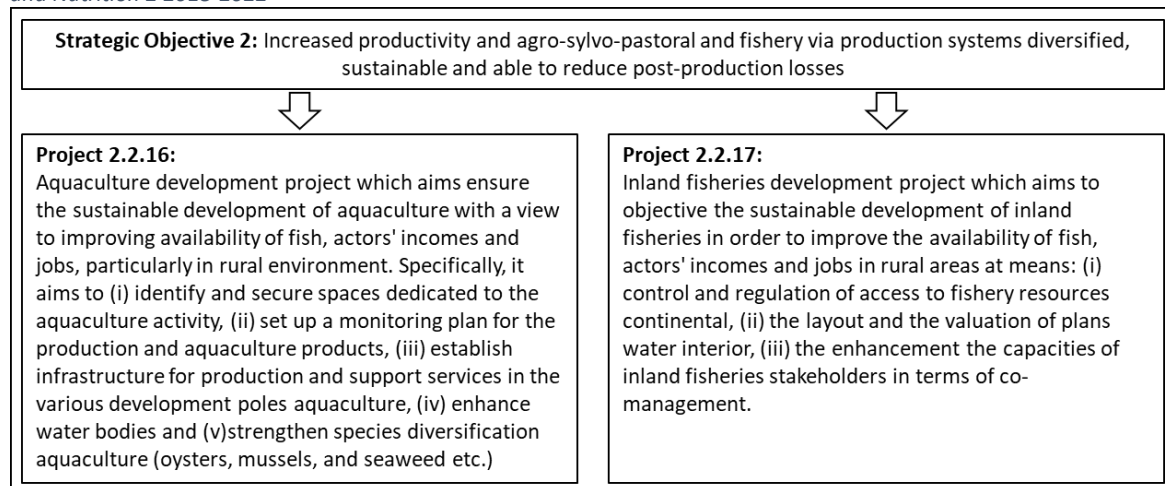 and Nutrition 2 2018-2022
Strategic Objective 2: Increased productivity and agro-sylvo-pastoral and fishery via production systems diversified,
sustainable and able to reduce post-production losses
Project 2.2.16:
Aquaculture development project which aims ensure
the sustainable development of aquaculture with a view
to improving availability of fish, actors' incomes and
jobs, particularly in rural environment. Specifically, it
aims to (i) identify and secure spaces dedicated to the
aquaculture activity, (ii) set up a monitoring plan for the
production and aquaculture products, (iii) establish
infrastructure for production and support services in the
various development poles aquaculture, (iv) enhance
water bodies and (v)strengthen species diversification
aquaculture (oysters, mussels, and seaweed etc.)
Project 2.2.17:
Inland fisheries development project which aims to
objective the sustainable development of inland
fisheries in order to improve the availability of fish,
actors' incomes and jobs in rural areas at means: (i)
control and regulation of access to fishery resources
continental, (ii) the layout and the valuation of plans
water interior, (iii) the enhancement the capacities of
inland fisheries stakeholders in terms of co-
management.